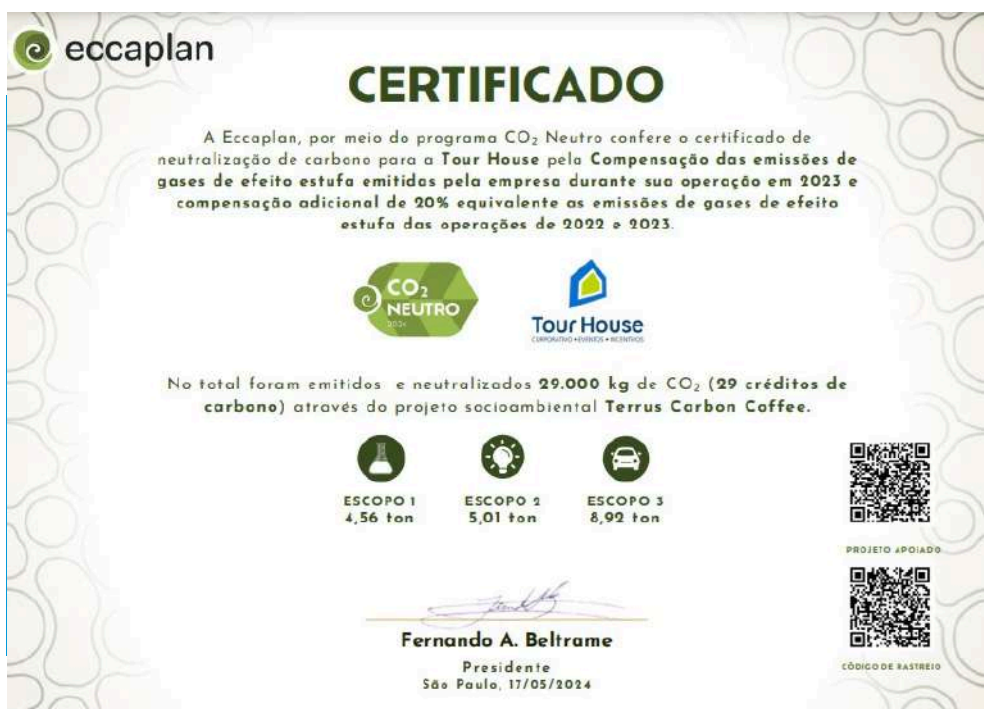 eccaplan
CERTIFICADO
A Eccaplan, por meio do programa CO₂ Neutro confere o certificado de
neutralização de carbono para a Tour House pela Compensação das emissões de
gases de efeito estufa emitidas pela empresa durante sua operação em 2023 e
compensação adicional de 20% equivalente as emissões de gases de efeito
estufa das operações de 2022 e 2023.
CO₂
NEUTRO
2024
Tour House
CORPORATIVO • EVENTOS • INCENTIVOS
No total foram emitidos e neutralizados 29.000 kg de CO₂ (29 créditos de
carbono) através do projeto socioambiental Terrus Carbon Coffee.
ESCOPO 1
4,56 ton
ESCOPO 2
5,01 ton
ESCOPO 3
8,92 ton
PROJETO APOIADO
CÓDIGO DE RASTREIO
Fernando A. Beltrame
Presidente
São Paulo, 17/05/2024